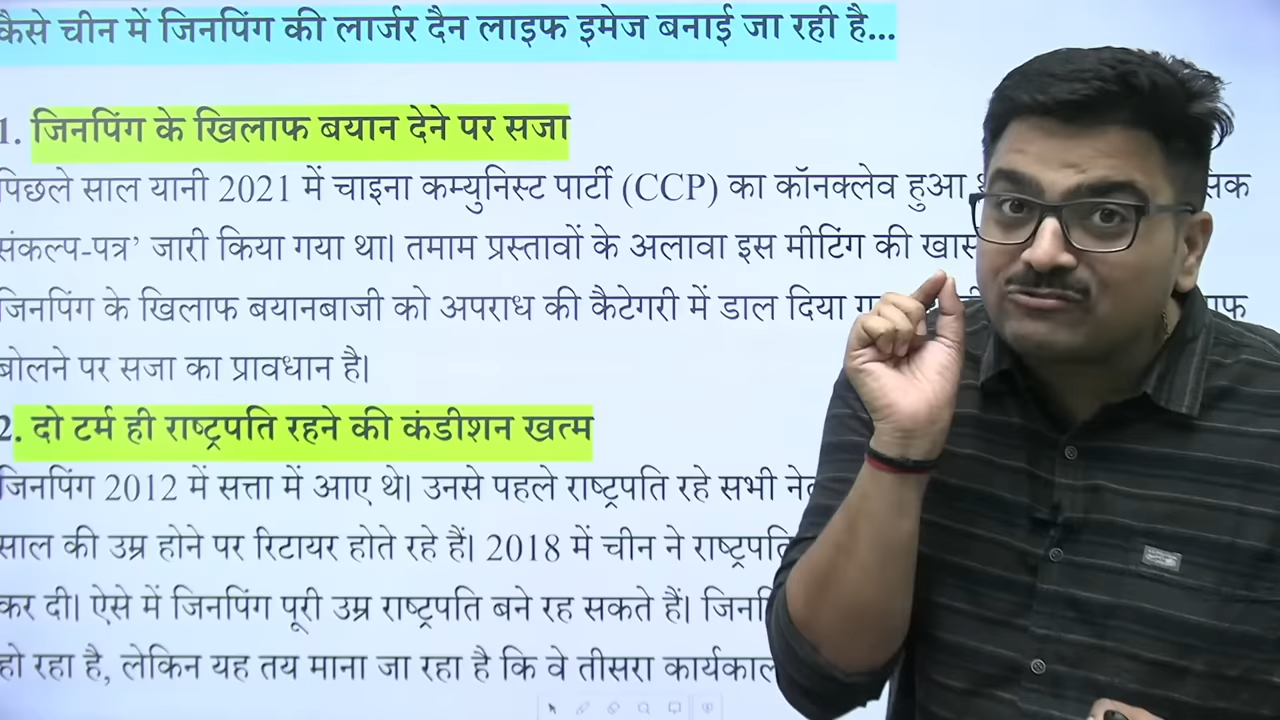 कैसे चीन में जिनपिंग की लार्जर दैन लाइफ इमेज बनाई जा रही है...
1. जिनपिंग के खिलाफ बयान देने पर सजा
पिछले साल यानी 2021 में चाइना कम्युनिस्ट पार्टी (CCP) का कॉनक्लेव हुआ
संकल्प-पत्र’ जारी किया गया था। तमाम प्रस्तावों के अलावा इस मीटिंग की
जिनपिंग के खिलाफ बयानबाजी को अपराध की कैटेगरी में डाल दिया
बोलने पर सजा का प्रावधान है।
2. दो टर्म ही राष्ट्रपति रहने की कंडीशन खत्म
जिनपिंग 2012 में सत्ता में आए थे। उनसे पहले राष्ट्रपति रहे सभी
साल की उम्र होने पर रिटायर होते रहे हैं। 2018 में चीन ने
कर दी। ऐसे में जिनपिंग पूरी उम्र राष्ट्रपति बने रह सकते हैं।
हो रहा है, लेकिन यह तय माना जा रहा है कि वे तीसरा कार्यकाल